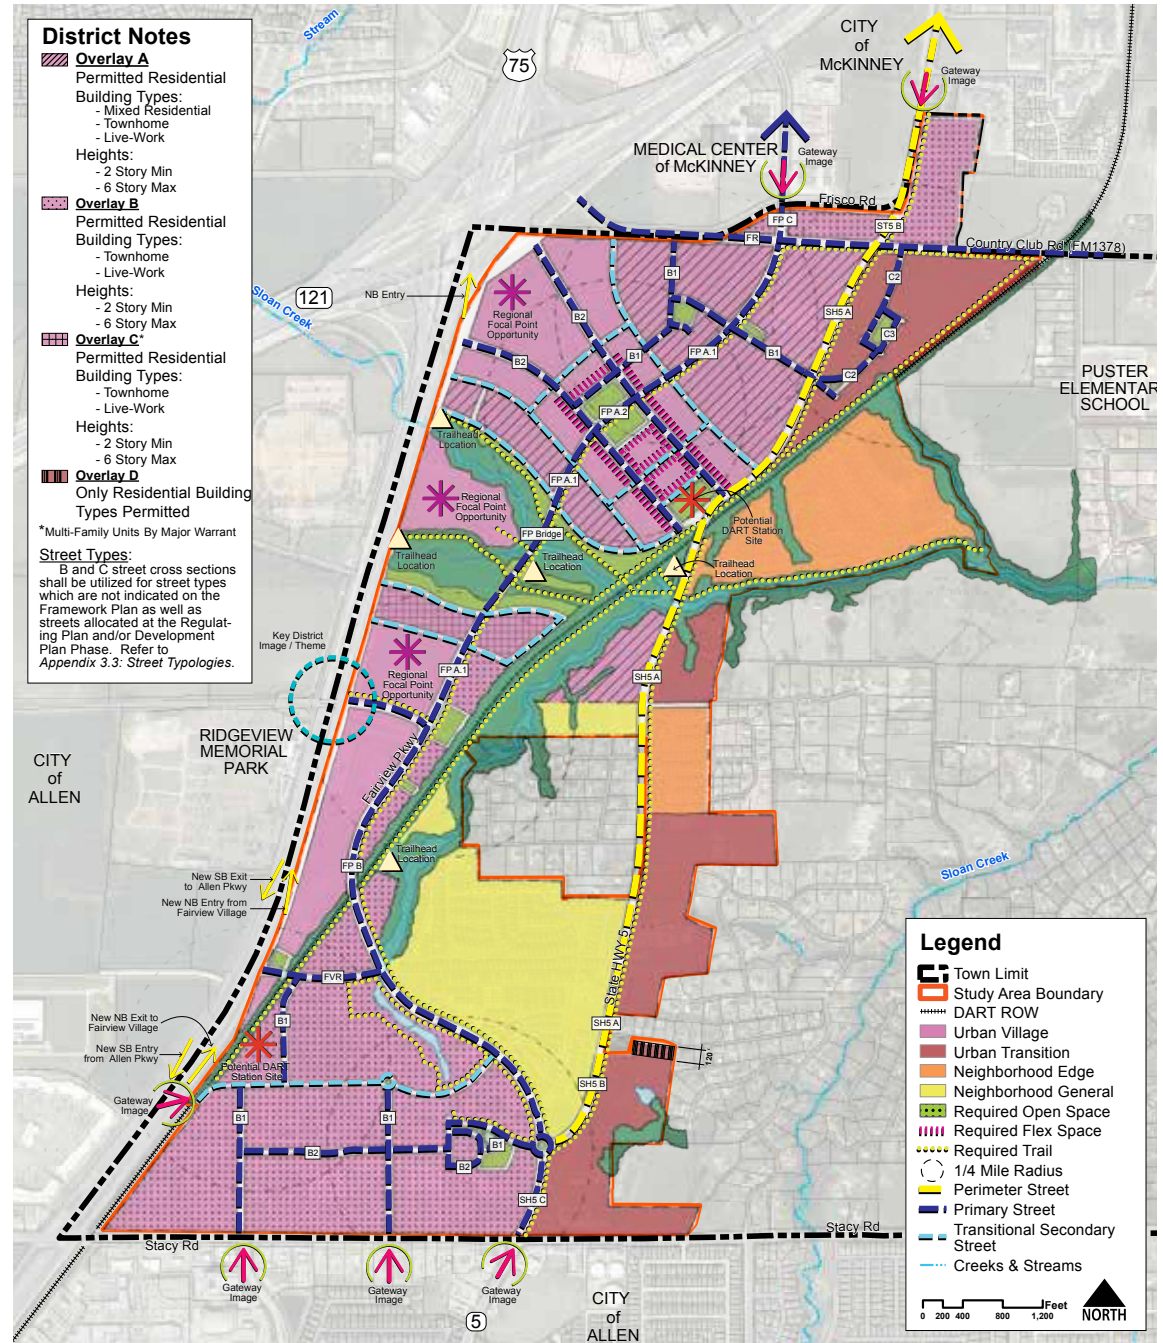 District Notes
Overlay A
Permitted Residential
Building Types:
- Mixed Residential
- Townhome
- Live-Work
Heights:
- 2 Story Min
- 6 Story Max
Overlay B
Permitted Residential
Building Types:
- Townhome
- Live-Work
Heights:
- 2 Story Min
- 6 Story Max
Overlay C*
Permitted Residential
Building Types:
- Townhome
- Live-Work
Heights:
- 2 Story Min
- 6 Story Max
Overlay D
Only Residential Building
Types Permitted
*Multi-Family Units By Major Warrant
Street Types:
B and C street cross sections
shall be utilized for street types
which are not indicated on the
Framework Plan as well as
streets allocated at the Regulat-
ing Plan and/or Development
Plan Phase. Refer to
Appendix 3.3: Street Typologies.
Stream
75
CITY
of
McKINNEY
Gateway
Image
MEDICAL CENTER
of McKINNEY
Gateway
Image
Frisco Rd
FP C
ST5 B
FR
Country Club Rd (FM1378)
121
Sloan Creek
NB Entry
Regional
Focal Point
Opportunity
B2
B1
C2
SH5 A
C3
B2
B1
FP A.1
B1
C2
FP A.2
PUSTER
ELEMENTAR
SCHOOL
Trailhead
Location
FP A.1
Regional
Focal Point
Opportunity
Potential
DART Station
Site
FP Bridge
Trailhead
Location
Trailhead
Location
Trailhead
Location
Key District
Image / Theme
Regional
Focal Point
Opportunity
FP A.1
SH5 A
RIDGEVIEW
MEMORIAL
PARK
CITY
of
ALLEN
Fairview Pkwy
Trailhead
Location
FP B
New SB Exit
to Allen Pkwy
New NB Entry from
Fairview Village
Sloan Creek
State HWY 5
FVR
B1
New NB Exit to
Fairview Village
New SB Entry
from Allen Pkwy
Potential DART
Station Site
SH5 A
120'
SH5 B
Gateway
Image
B1
B1
B2
B1
B2
SH5 C
Stacy Rd
Stacy Rd
Gateway
Image
Gateway
Image
Gateway
Image
5
CITY
of
ALLEN
Legend
Town Limit
Study Area Boundary
DART ROW
Urban Village
Urban Transition
Neighborhood Edge
Neighborhood General
Required Open Space
Required Flex Space
Required Trail
1/4 Mile Radius
Perimeter Street
Primary Street
Transitional Secondary
Street
Creeks & Streams
0 200 400 800 1,200 Feet
NORTH